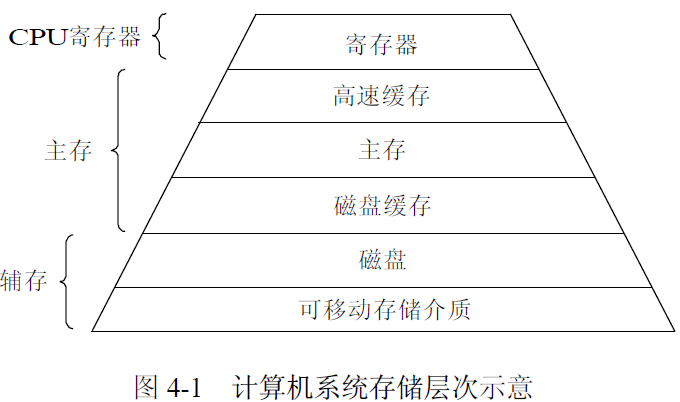 CPU寄存器
寄存器
高速缓存
主存
主存
磁盘缓存
辅存
磁盘
可移动存储介质
图 4-1 计算机系统存储层次示意